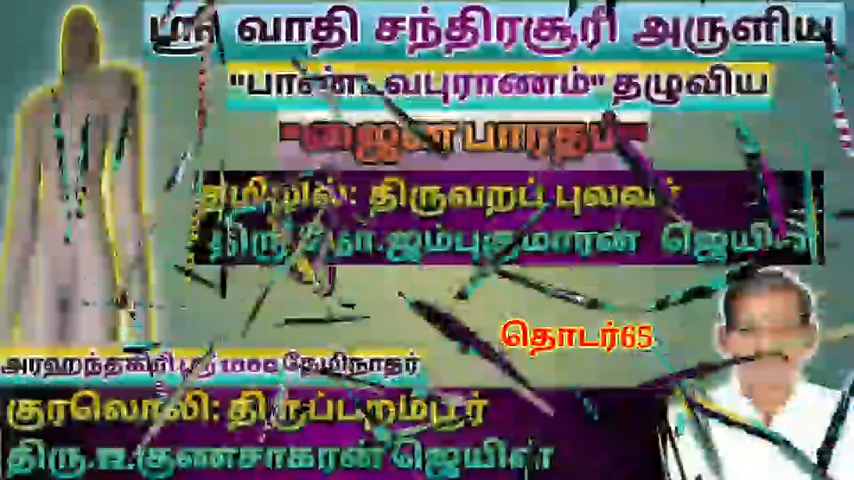 ஸ்ரீ வாதி சந்திரசூரீ அருளிய
"பாண்டவபுராணம்" தழுவிய
"ஜைன பாரதம்"
தமிழில்: திருவறப் புலவர்
திரு.ஜம்புகுமாரன் ஜெயின்
தொடர்65
அரஹந்தகிரி ஸ்ரீ நேமிநாதர்
குரலொலி: திருப்பறம்பூர்
திரு.உ.குணசாகரன் ஜெயின்